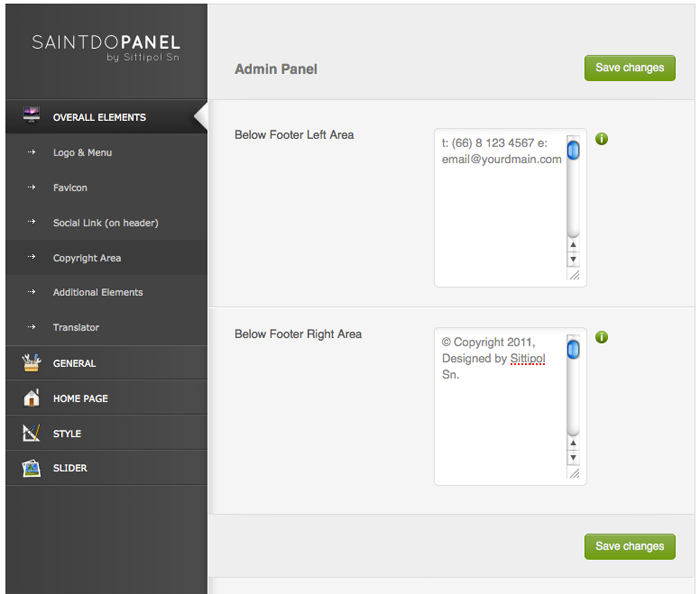 SAINTDOPANEL
by Sittipol Sn
Admin Panel
Save changes
OVERALL ELEMENTS
Logo & Menu
Favicon
Social Link (on header)
Copyright Area
Additional Elements
Translator
GENERAL
HOME PAGE
STYLE
SLIDER
Below Footer Left Area
t: (66) 8 123 4567 e:
email@yourdmain.com
Below Footer Right Area
© Copyright 2011,
Designed by Sittipol
Sn.
Save changes